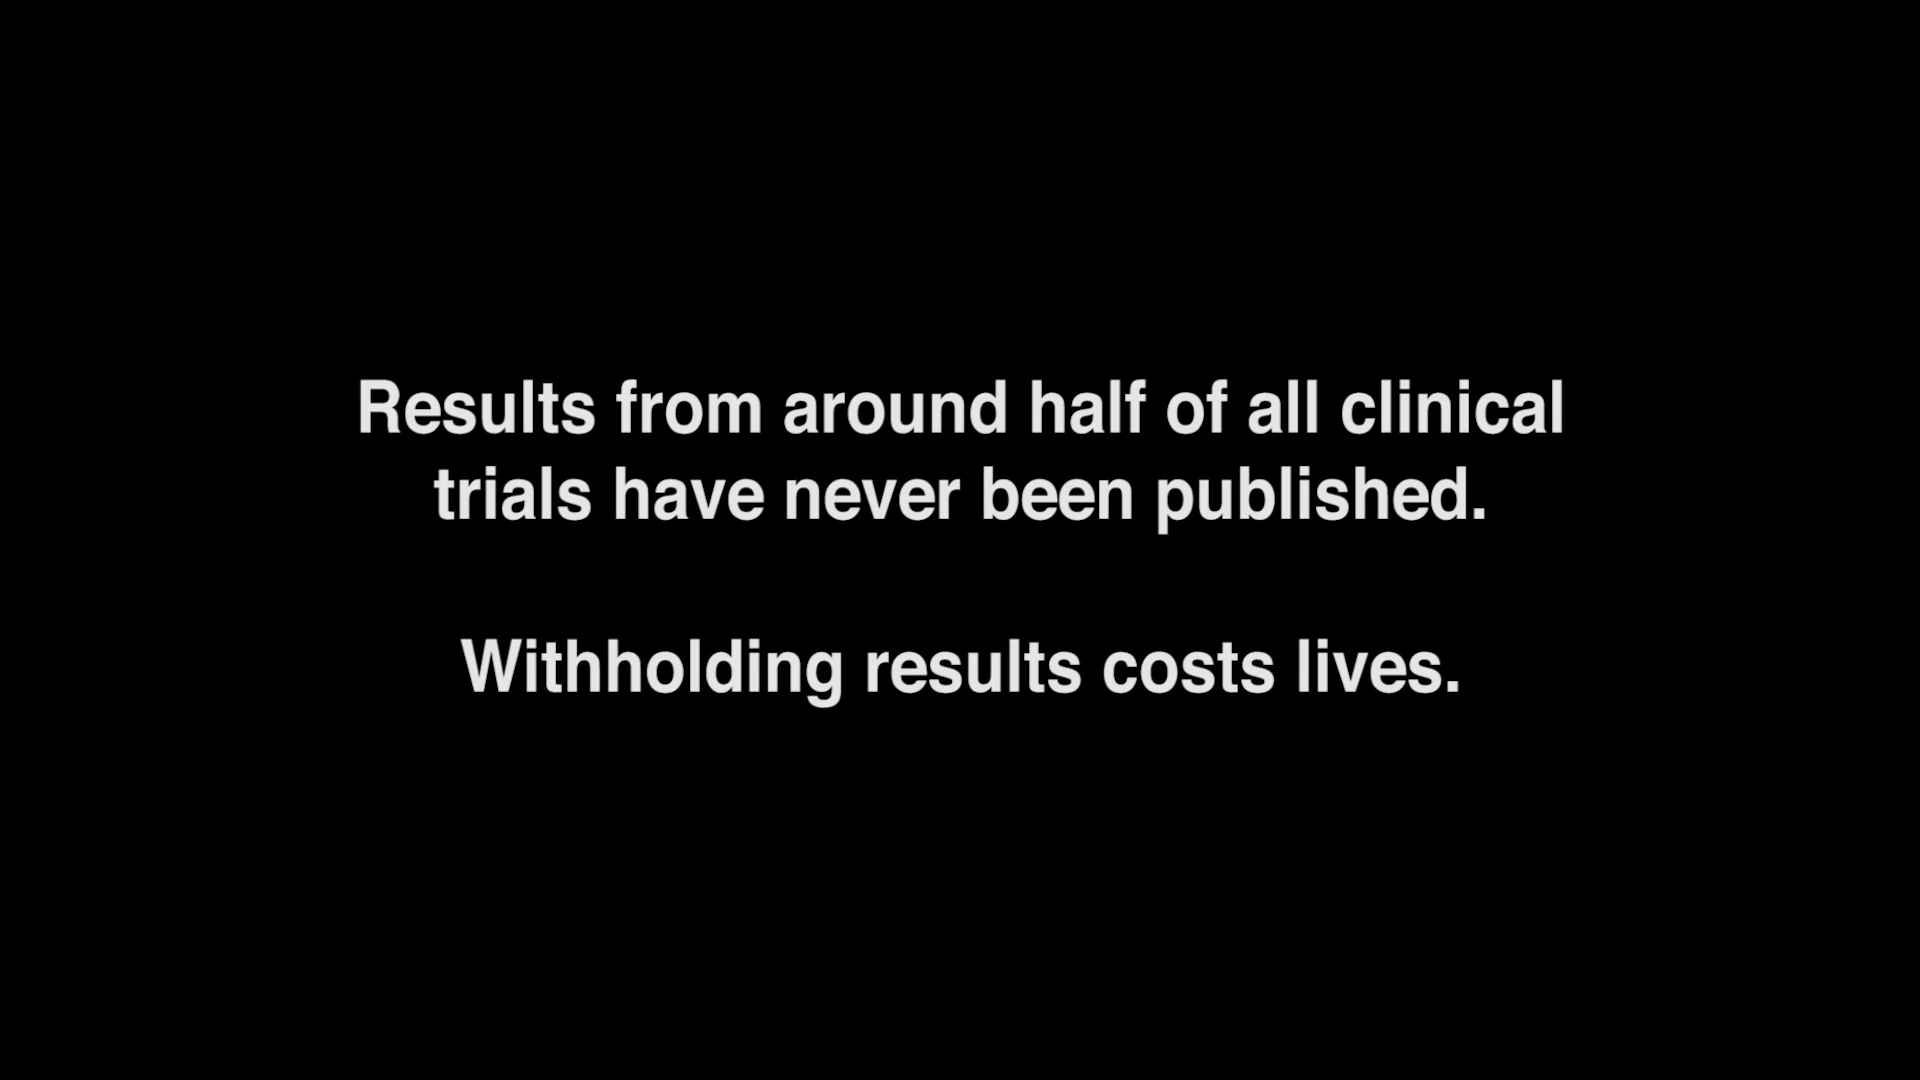 Results from around half of all clinical
trials have never been published.
Withholding results costs lives.